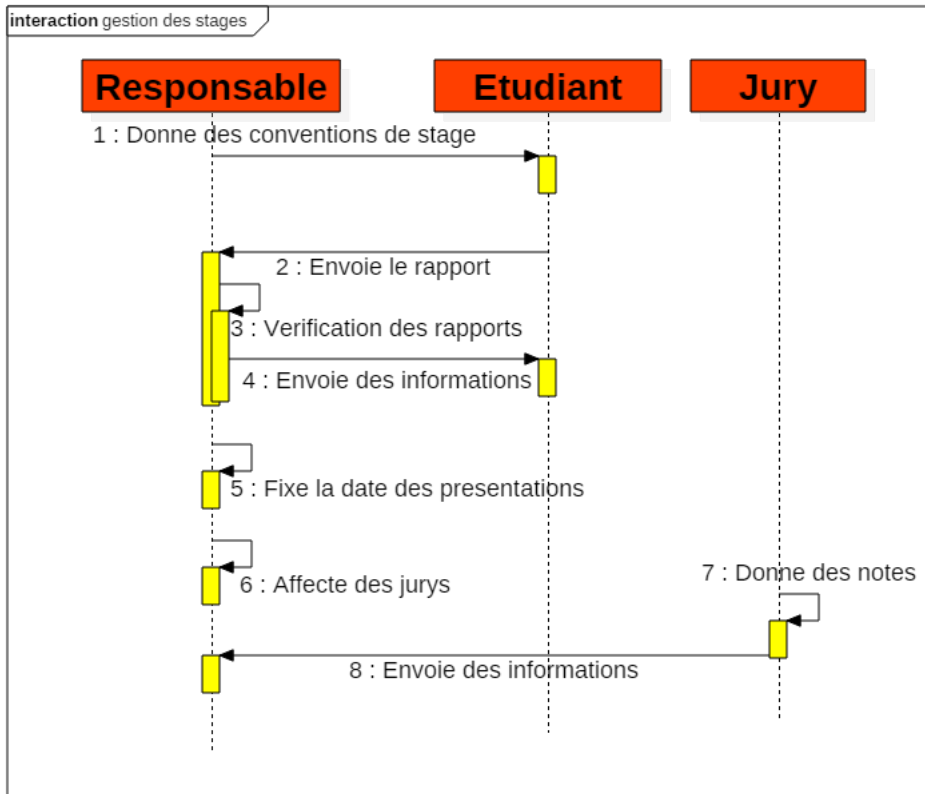 interaction gestion des stages
Responsable
Etudiant
Jury
1 : Donne des conventions de stage
2 : Envoie le rapport
3 : Verification des rapports
4 : Envoie des informations
5 : Fixe la date des presentations
6 : Affecte des jurys
7 : Donne des notes
8 : Envoie des informations